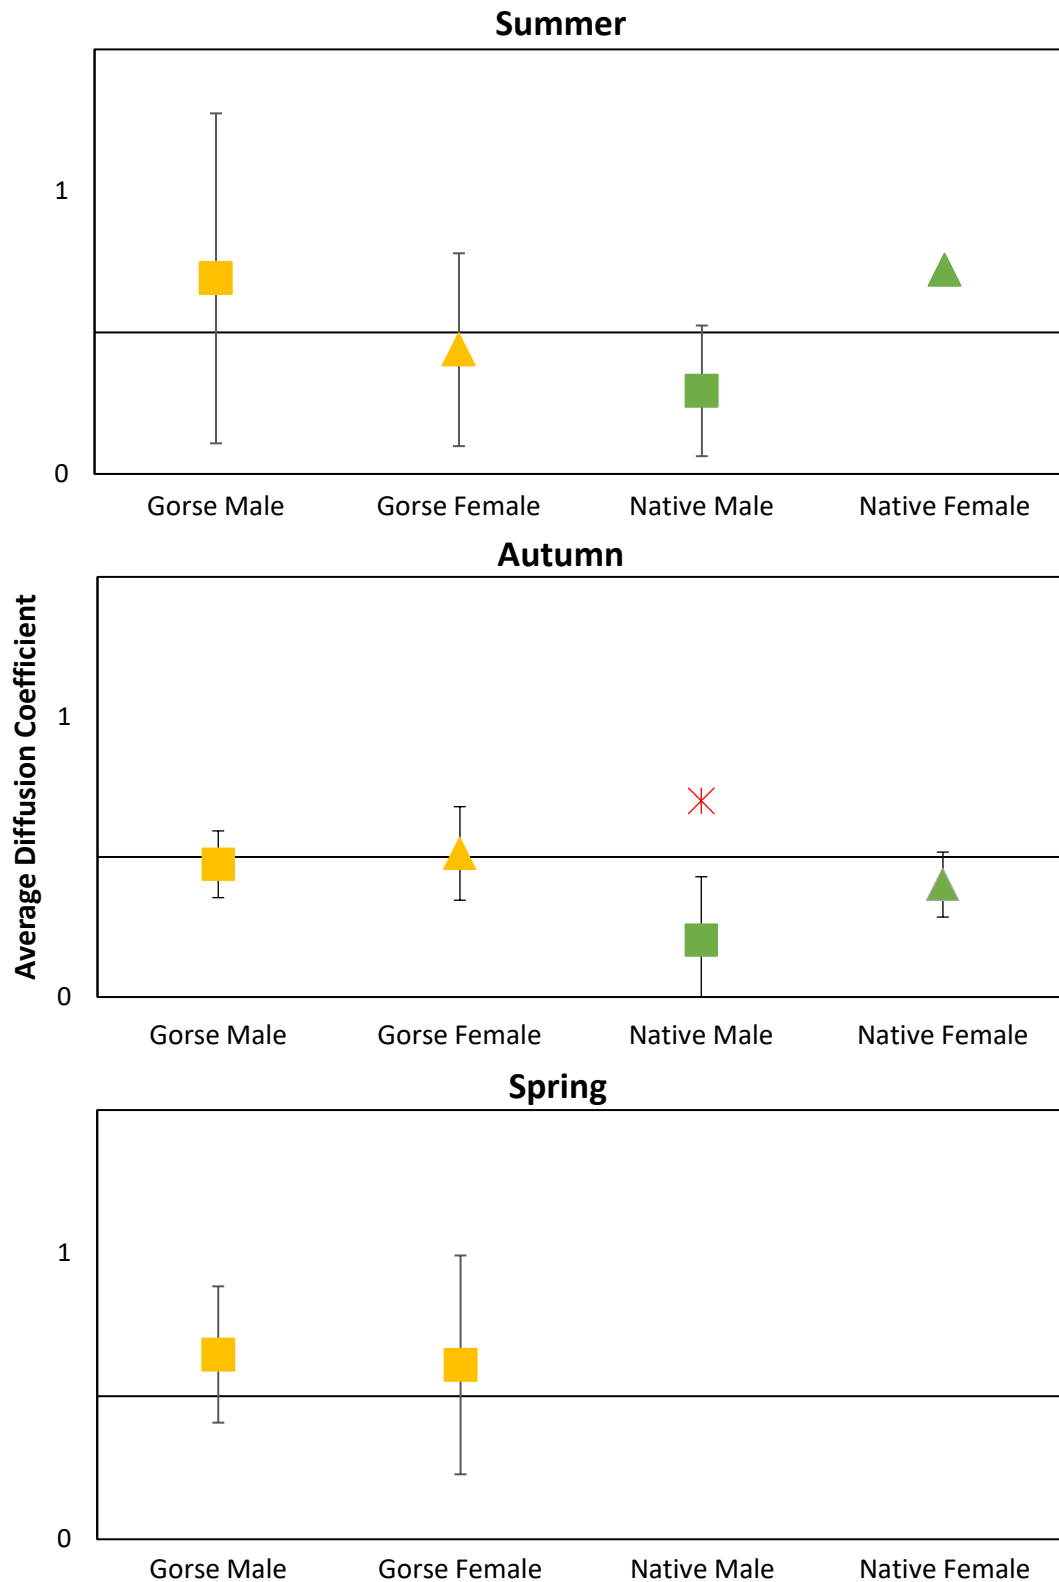 Summer
1
0
Gorse Male Gorse Female Native Male Native Female
Autumn
Average Diffusion Coefficient
1
0
Gorse Male Gorse Female Native Male Native Female
Spring
1
0
Gorse Male Gorse Female Native Male Native Female